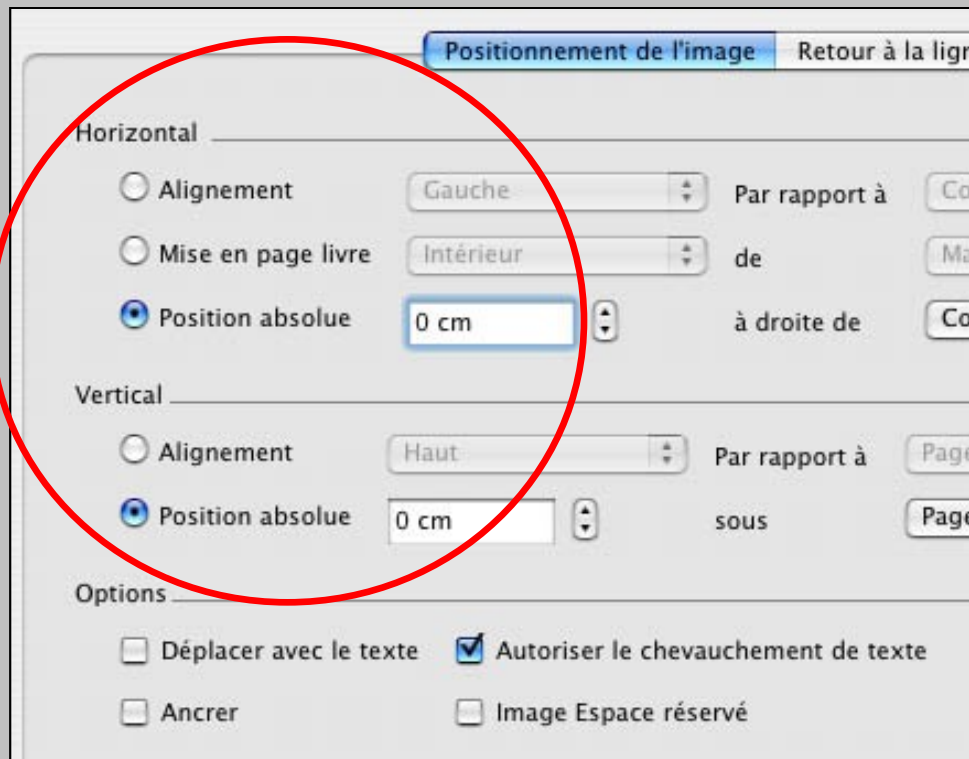 Positionnement de l'image Retour à la
Horizontal
Alignement Gauche Par rapport à
Mise en page livre Intérieur de
Position absolue 0 cm à droite de
Vertical
Alignement Haut Par rapport à Page
Position absolue 0 cm sous Page
Options
Déplacer avec le texte Autoriser le chevauchement de texte
Ancrer Image Espace réservé